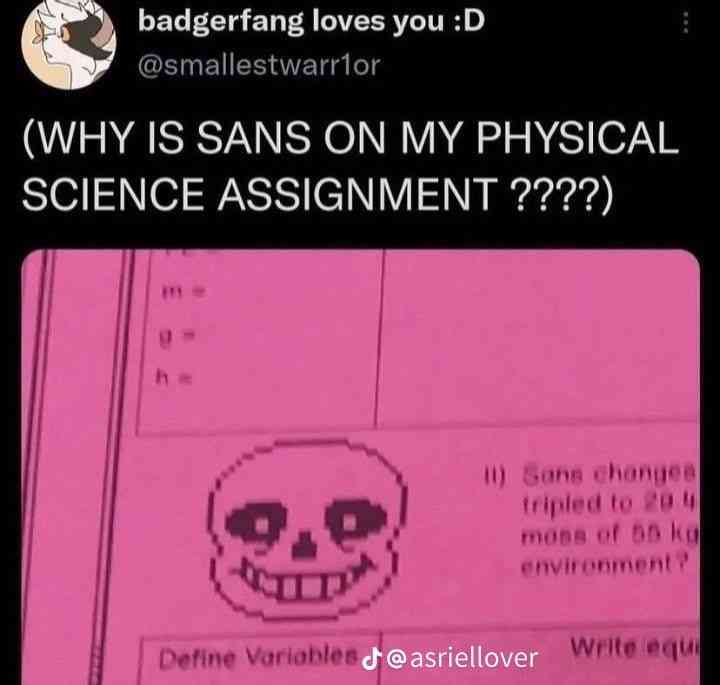 badgerfang loves you :D
@smallestwarr1or
(WHY IS SANS ON MY PHYSICAL
SCIENCE ASSIGNMENT ????)
m =
g =
h =
11) Sans changes
tripled to 29.4
mass of 55 kg
environment?
Define Variables
Write equ
@asriellover